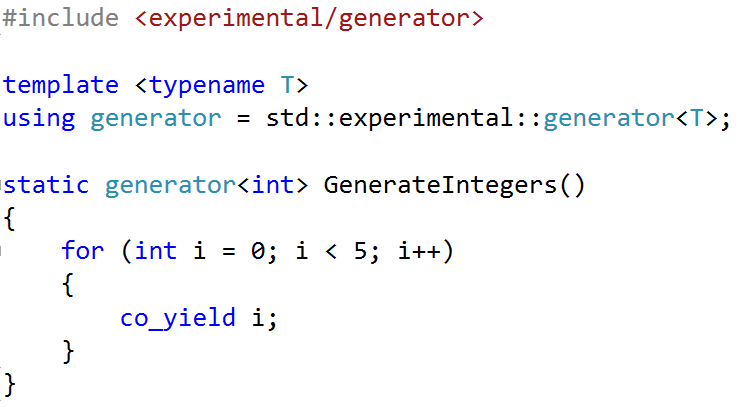 #include <experimental/generator>
template <typename T>
using generator = std::experimental::generator<T>;
static generator<int> GenerateIntegers()
{
    for (int i = 0; i < 5; i++)
    {
        co_yield i;
    }
}